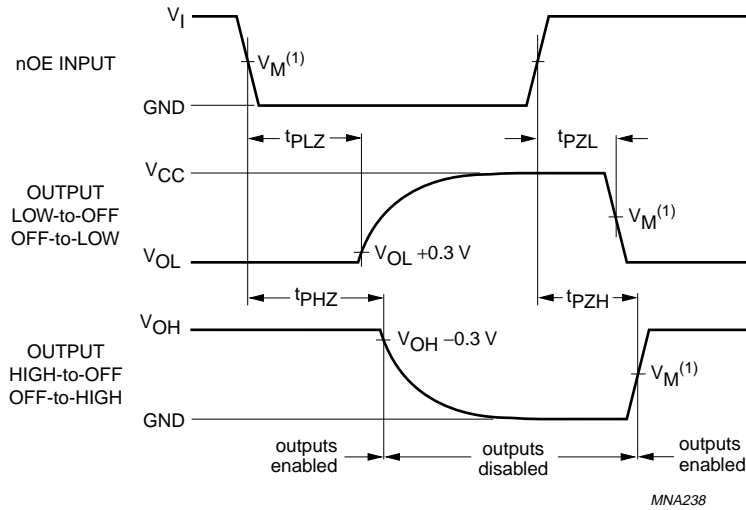 VI
nOE INPUT
VM(1)
GND
tPLZ
tPZL
VCC
OUTPUT
LOW-to-OFF
OFF-to-LOW
VM(1)
VOL
VOL +0.3 V
tPHZ
tPZH
VOH
VOH −0.3 V
OUTPUT
HIGH-to-OFF
OFF-to-HIGH
VM(1)
GND
outputs
enabled
outputs
disabled
outputs
enabled
MNA238